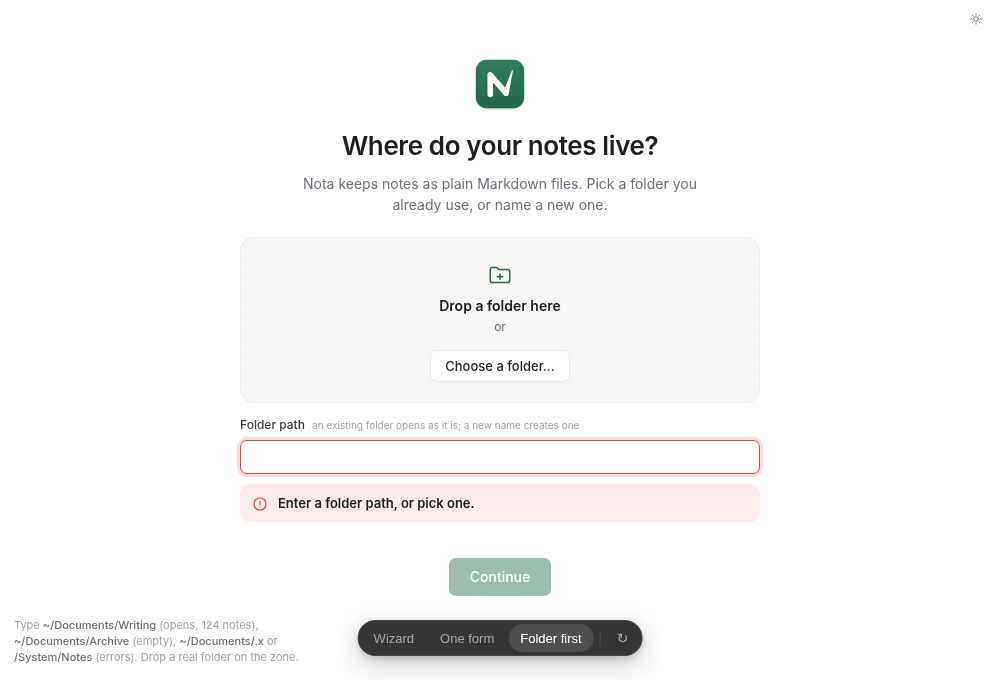 N
Where do your notes live?
Nota keeps notes as plain Markdown files. Pick a folder you
already use, or name a new one.
Drop a folder here
or
Choose a folder...
Folder path an existing folder opens as it is; a new name creates one
Enter a folder path, or pick one.
Continue
Type ~/Documents/Writing (opens, 124 notes),
~/Documents/Archive (empty), ~/Documents/.x or
/System/Notes (errors). Drop a real folder on the zone.
Wizard One form Folder first ↻